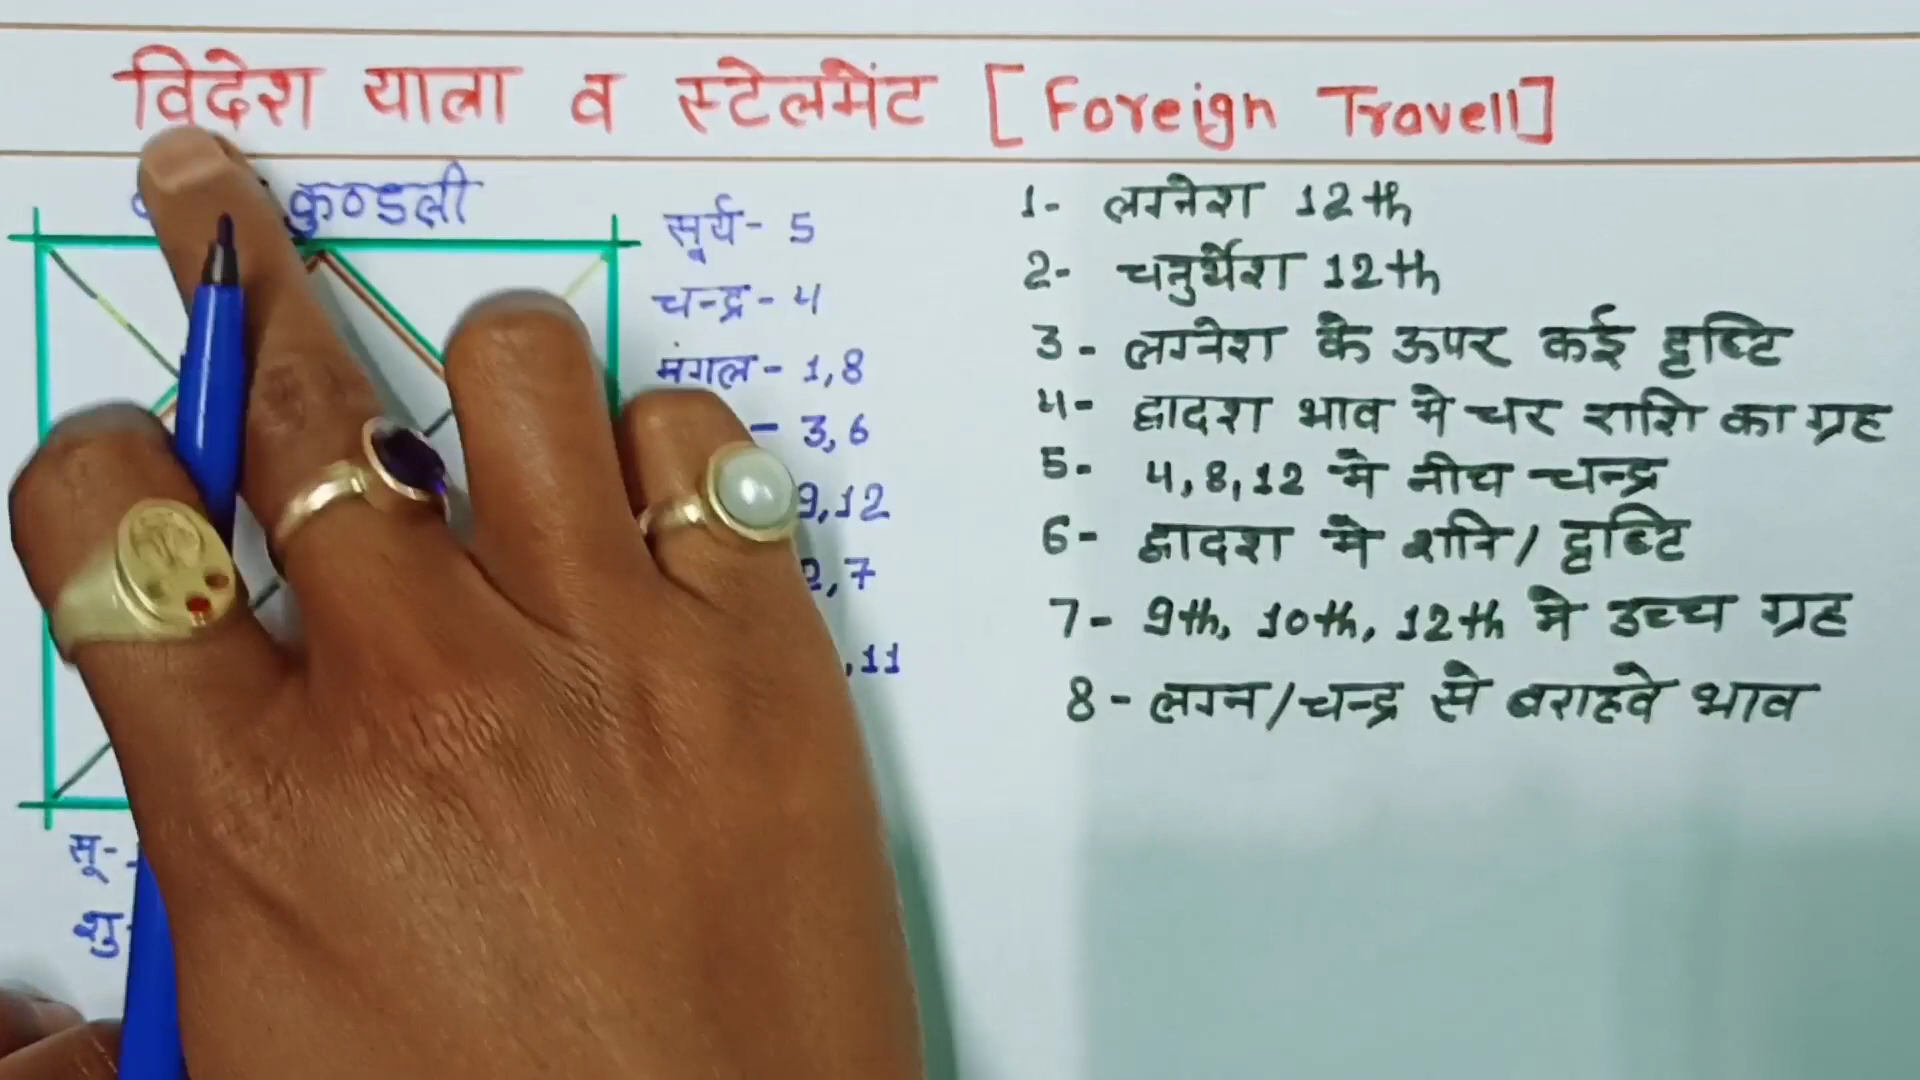 विदेश यात्रा व स्टेलमेंट [Foreign Travell]
कुण्डली
सूर्य- 5
चन्द्र- 4
मंगल- 1,8
- 3,6
9,12
2,7
,11
सू-
शु-
1- लग्नेश 12th
2- चतुर्थेश 12th
3- लग्नेश के ऊपर कई दृष्टि
4- द्वादश भाव मे चर राशि का ग्रह
5- 4,8,12 मे नीच चन्द्र
6- द्वादश मे शनि/दृष्टि
7- 9th, 10th, 12th मे उच्च ग्रह
8- लग्न/चन्द्र से बराहवे भाव